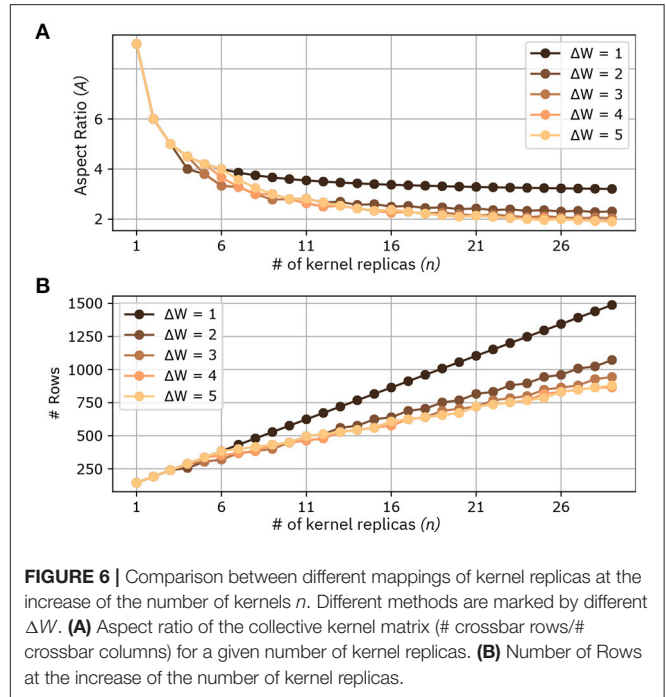 A
Aspect Ratio (A)
6
4
2
ΔW = 1
ΔW = 2
ΔW = 3
ΔW = 4
ΔW = 5
1 6 11 16 21 26
# of kernel replicas (n)
B
# Rows
1500
1250
1000
750
500
250
ΔW = 1
ΔW = 2
ΔW = 3
ΔW = 4
ΔW = 5
1 6 11 16 21 26
# of kernel replicas (n)
FIGURE 6 | Comparison between different mappings of kernel replicas at the
increase of the number of kernels n. Different methods are marked by different
ΔW. (A) Aspect ratio of the collective kernel matrix (# crossbar rows/#
crossbar columns) for a given number of kernel replicas. (B) Number of Rows
at the increase of the number of kernel replicas.